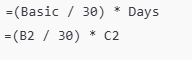 =(Basic / 30) * Days
=(B2 / 30) * C2